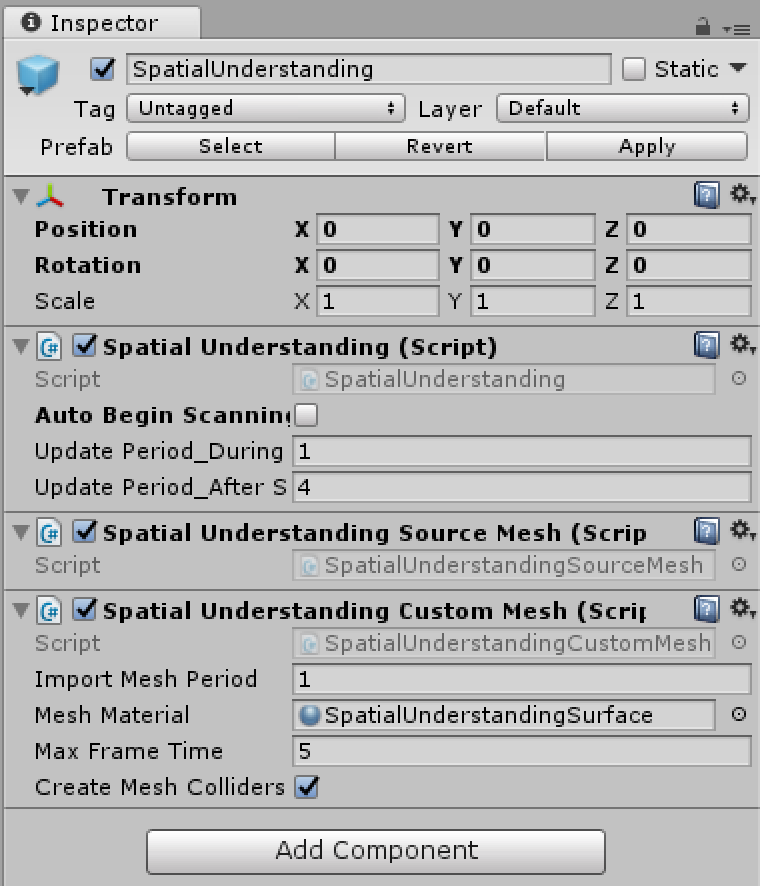 Inspector
SpatialUnderstanding Static
Tag Untagged Layer Default
Prefab Select Revert Apply
Transform
Position X 0 Y 0 Z 0
Rotation X 0 Y 0 Z 0
Scale X 1 Y 1 Z 1
C# Spatial Understanding (Script)
Script SpatialUnderstanding
Auto Begin Scanning
Update Period_During 1
Update Period_After S 4
C# Spatial Understanding Source Mesh (Scrip
Script SpatialUnderstandingSourceMesh
C# Spatial Understanding Custom Mesh (Scrip
Script SpatialUnderstandingCustomMesh
Import Mesh Period 1
Mesh Material SpatialUnderstandingSurface
Max Frame Time 5
Create Mesh Colliders
Add Component